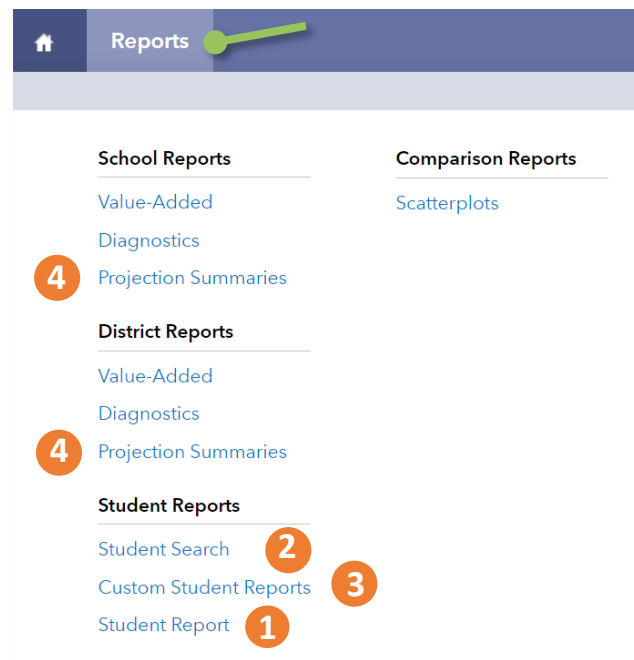 Reports
School Reports
Value-Added
Diagnostics
4 Projection Summaries
District Reports
Value-Added
Diagnostics
4 Projection Summaries
Student Reports
Student Search 2
Custom Student Reports 3
Student Report 1
Comparison Reports
Scatterplots